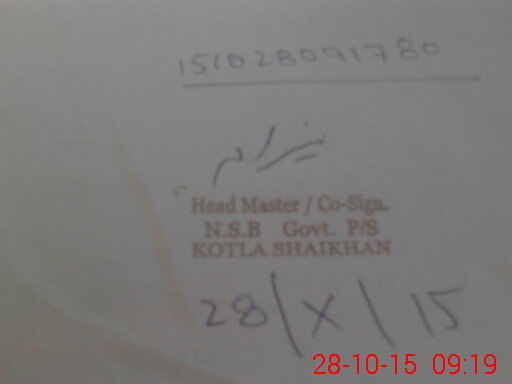 151028091780
Head Master / Co-Sign.
N.S.B Govt. P/S
KOTLA SHAIKHAN
28/X/15
28-10-15 09:19